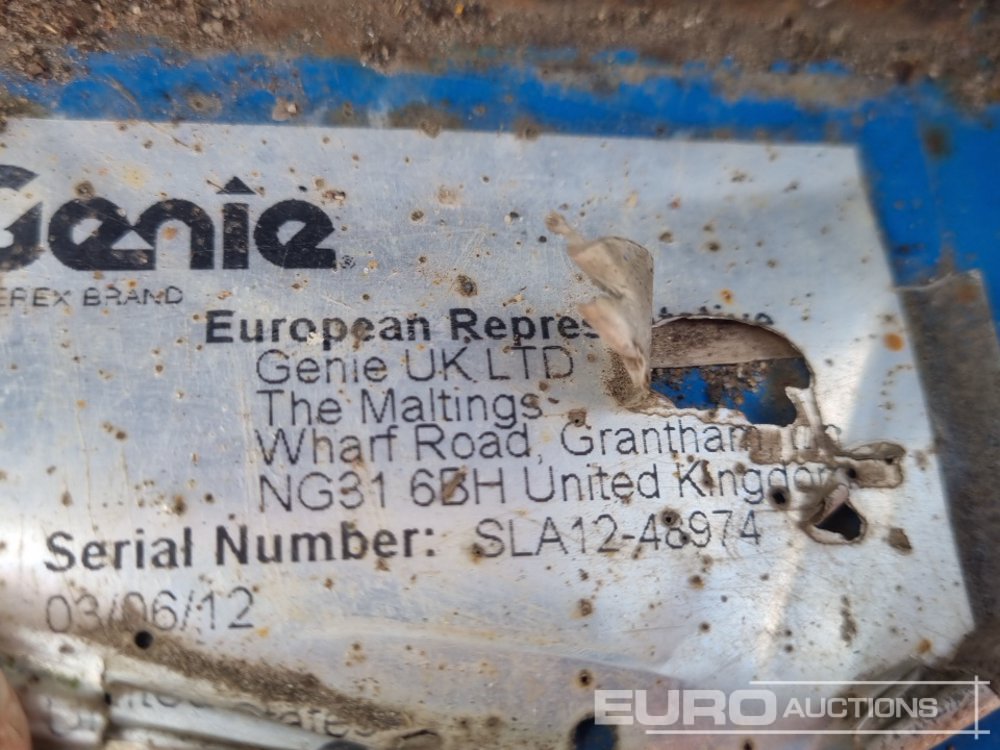 Genie
EREX BRAND
European Representative
Genie UK LTD
The Maltings
Wharf Road, Grantham,
NG31 6BH United Kingdom
Serial Number: SLA12-48974
03/06/12
EURO AUCTIONS